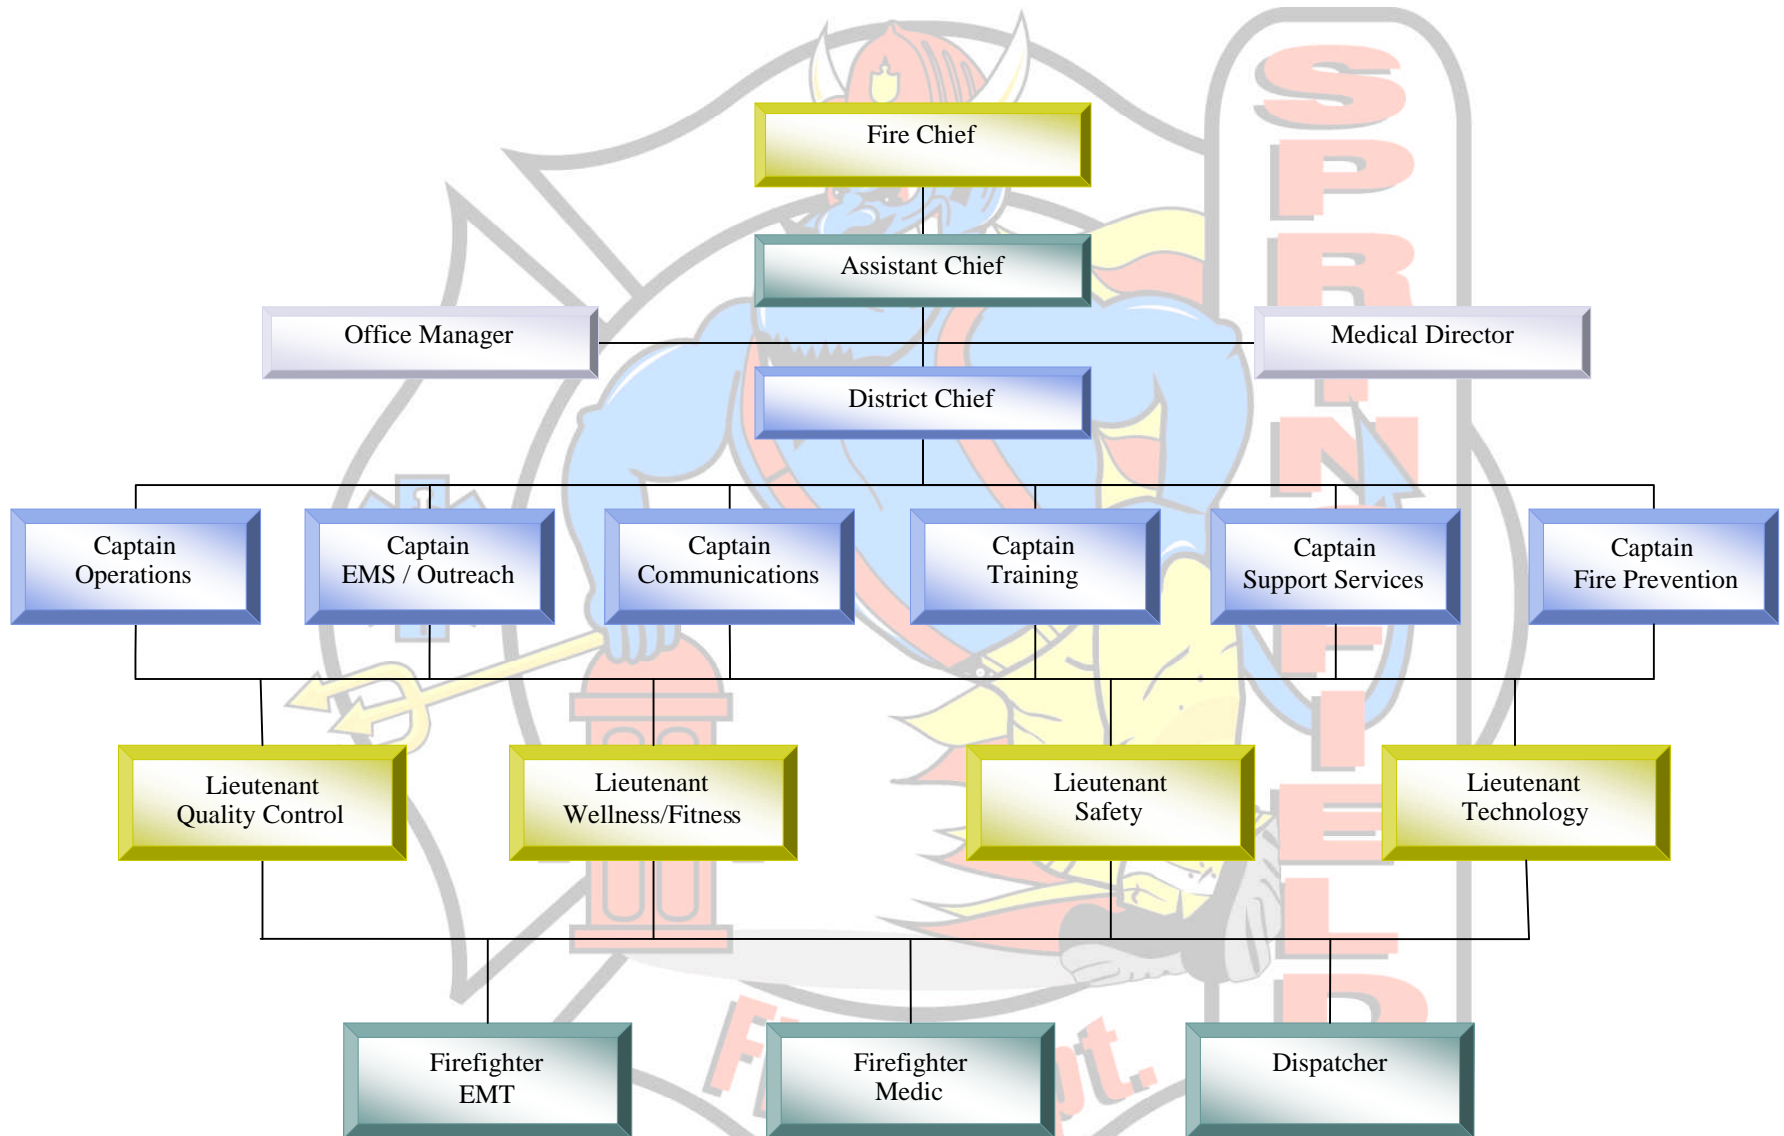 Fire Chief
Assistant Chief
Office Manager
Medical Director
District Chief
Captain
Operations
Captain
EMS / Outreach
Captain
Communications
Captain
Training
Captain
Support Services
Captain
Fire Prevention
Lieutenant
Quality Control
Lieutenant
Wellness/Fitness
Lieutenant
Safety
Lieutenant
Technology
Firefighter
EMT
Firefighter
Medic
Dispatcher
SPRINGFIELD